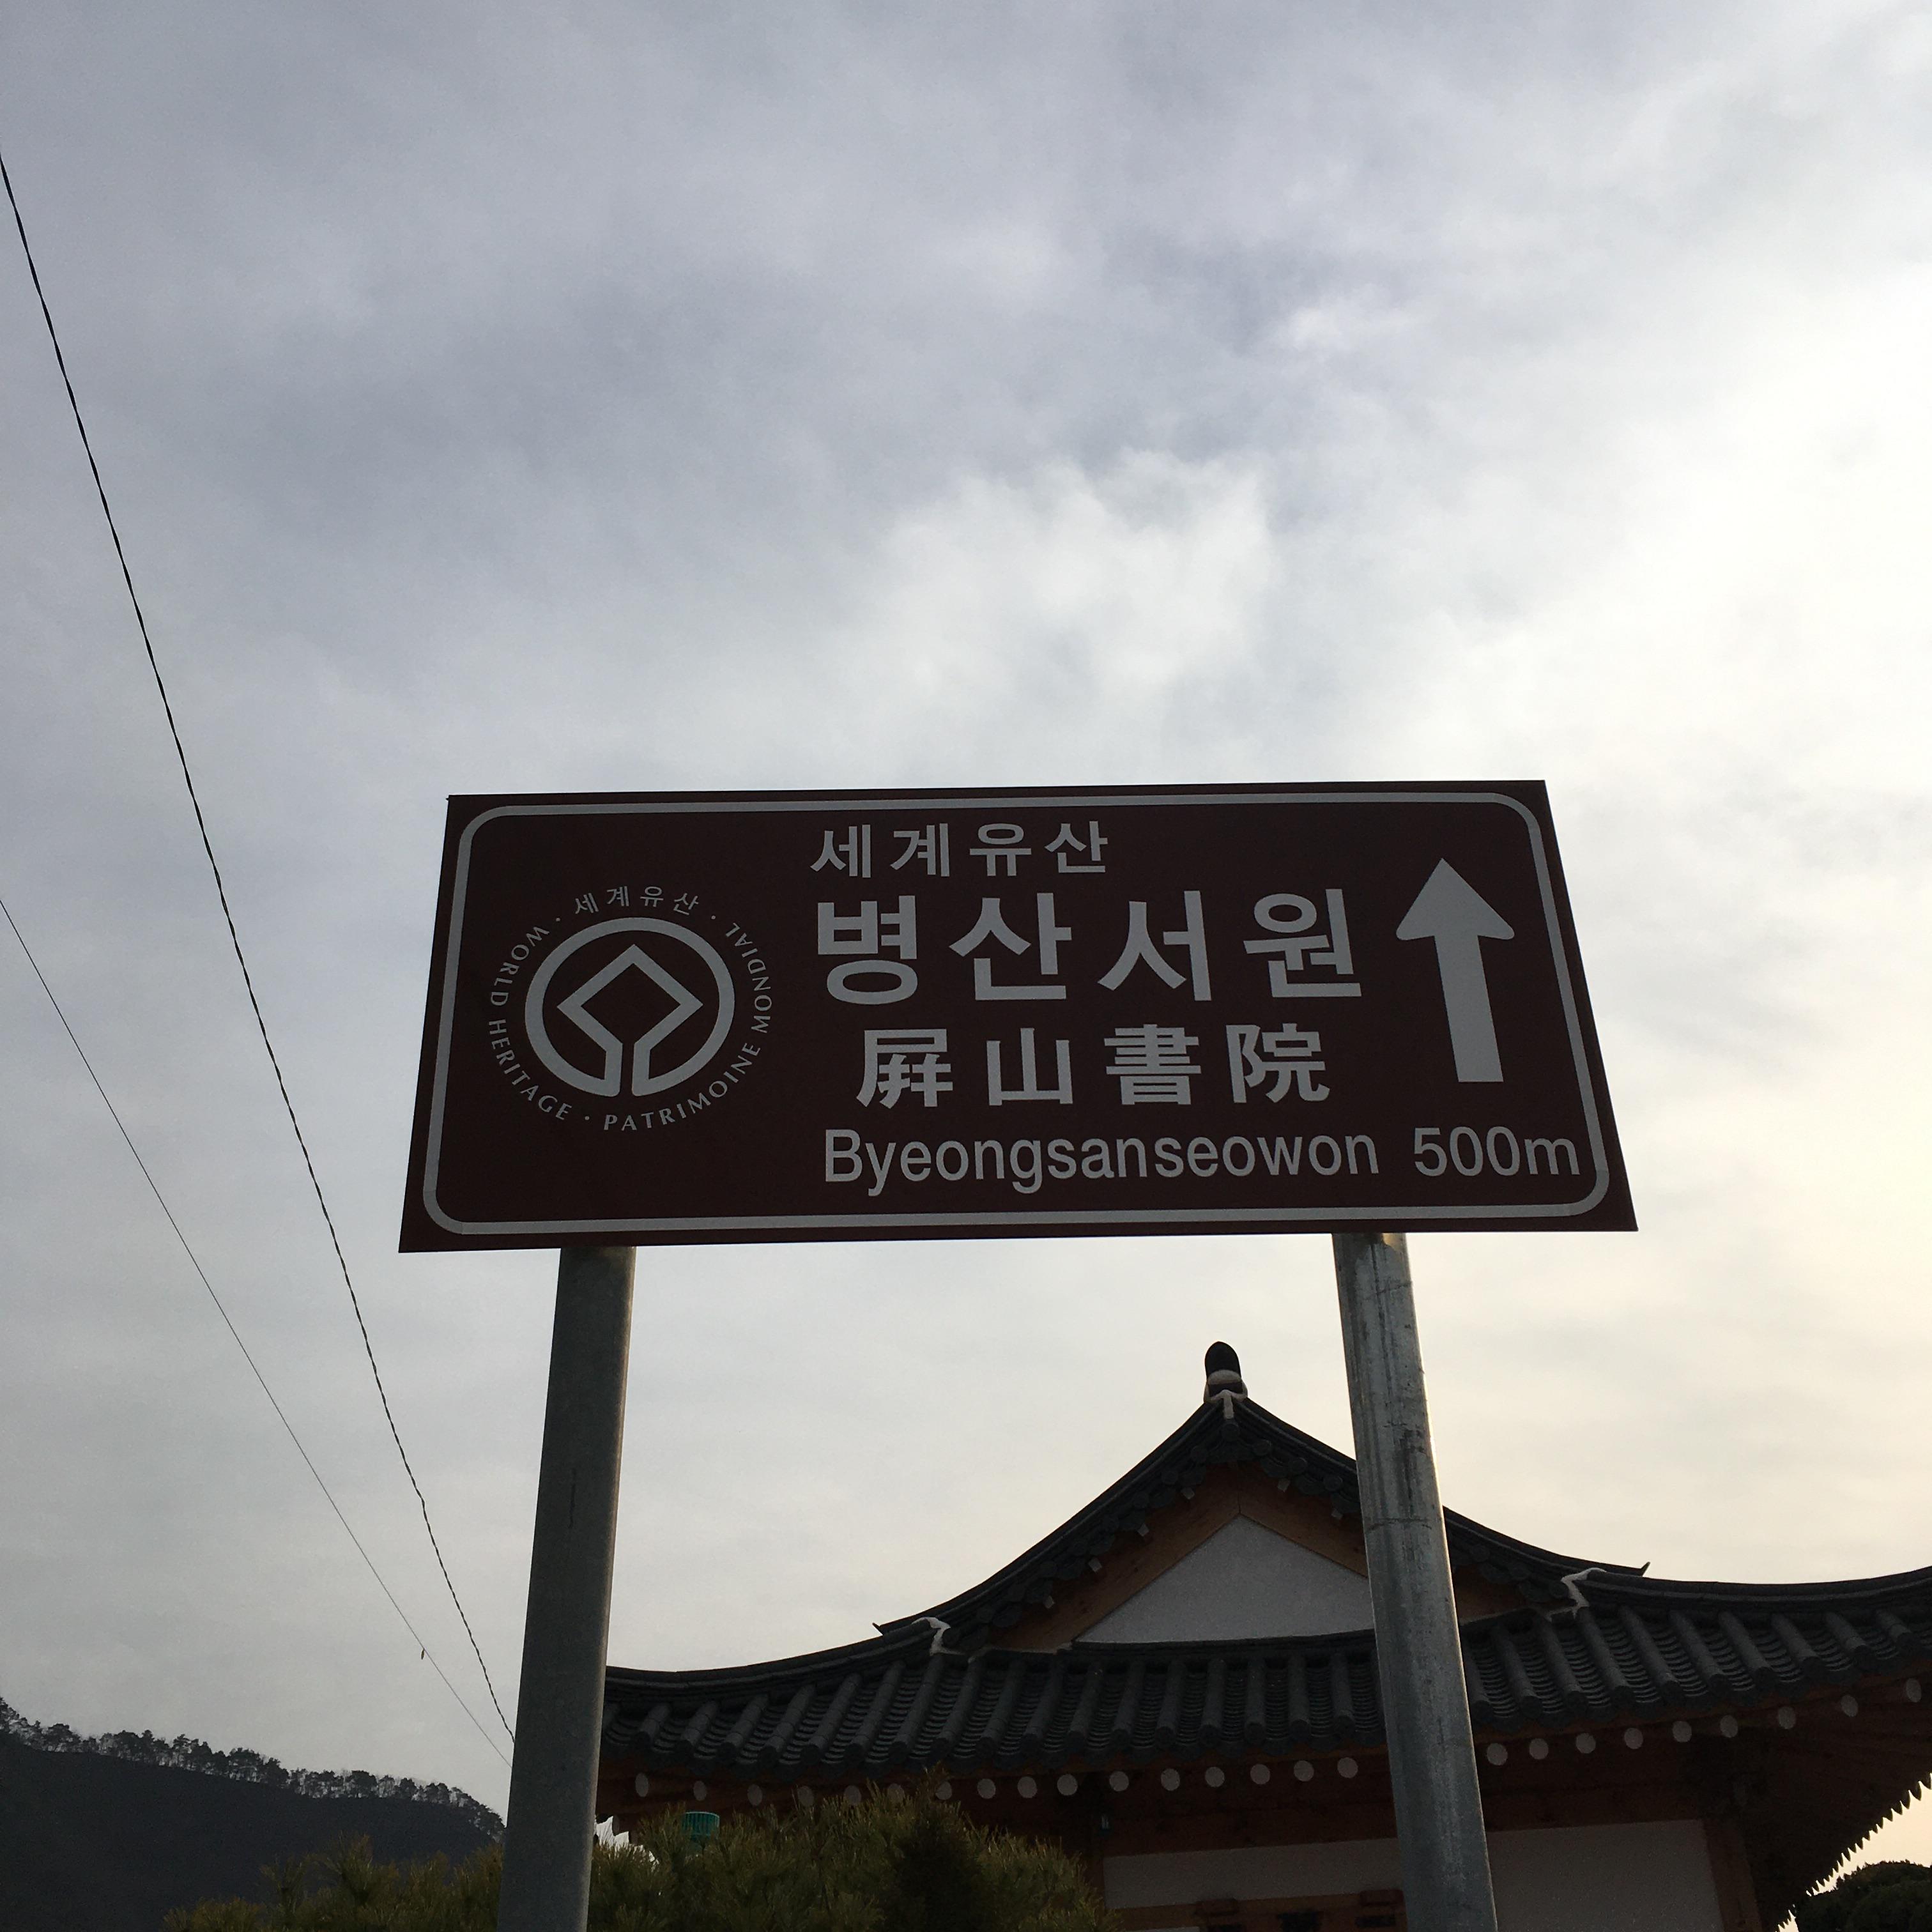 · 세계유산 ·
WORLD HERITAGE · PATRIMOINE MONDIAL
세계유산
병산서원
屛山書院
Byeongsanseowon 500m